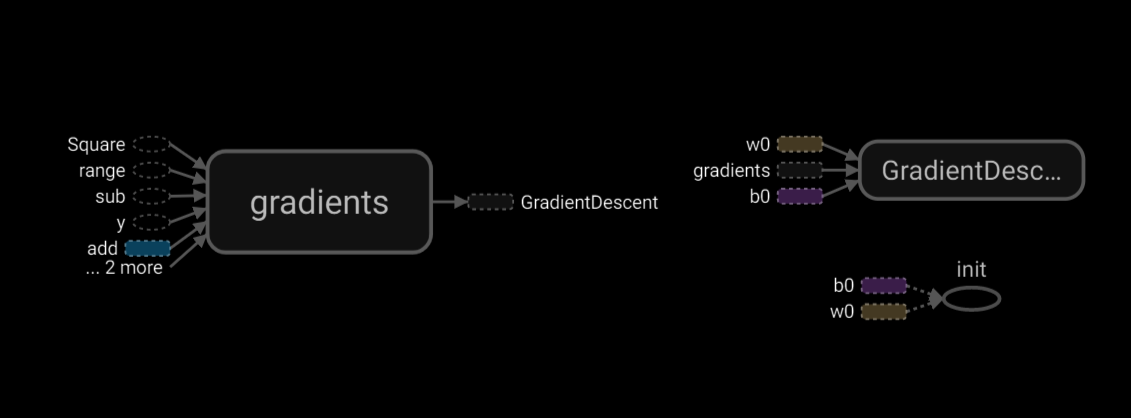 Square
range
sub
y
add
... 2 more
gradients
GradientDescent
w0
gradients
b0
GradientDesc...
init
b0
w0